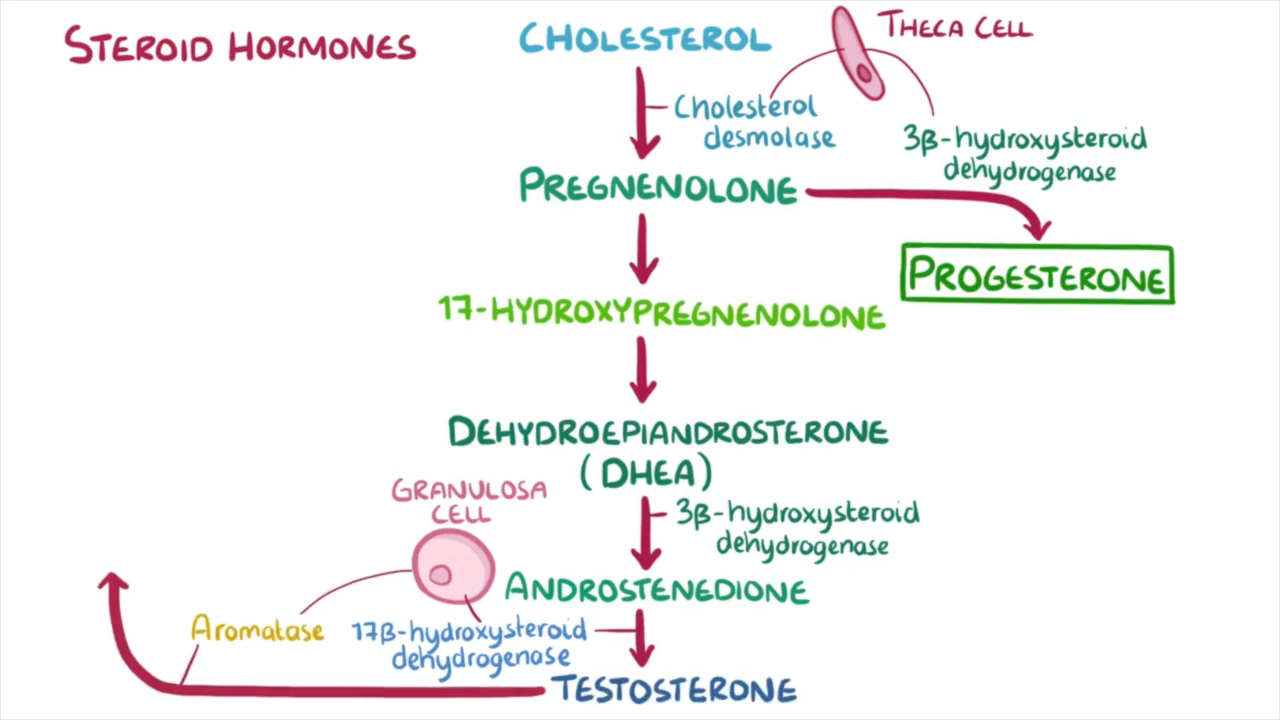 STEROID HORMONES
CHOLESTEROL
THECA CELL
Cholesterol
desmolase
3β-hydroxysteroid
dehydrogenase
PREGNENOLONE
PROGESTERONE
17-HYDROXYPREGNENOLONE
DEHYDROEPIANDROSTERONE
(DHEA)
GRANULOSA
CELL
3β-hydroxysteroid
dehydrogenase
ANDROSTENEDIONE
Aromatase
17β-hydroxysteroid
dehydrogenase
TESTOSTERONE